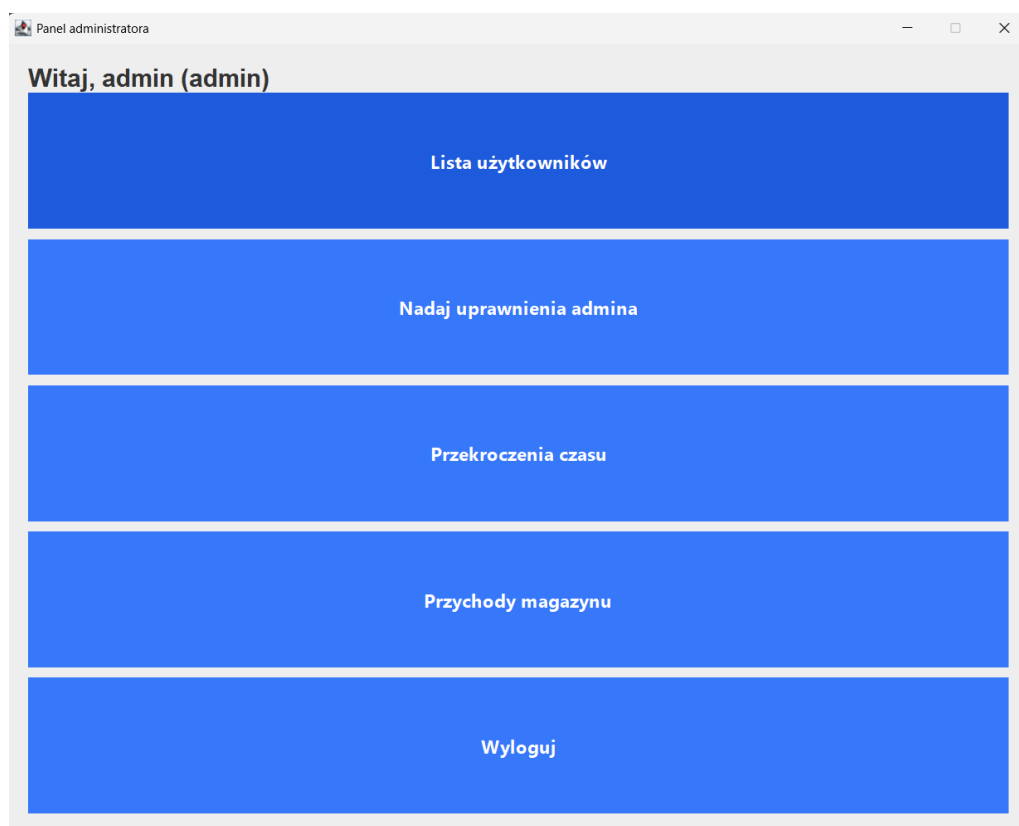 Panel administratora
Witaj, admin (admin)
Lista użytkowników
Nadaj uprawnienia admina
Przekroczenia czasu
Przychody magazynu
Wyloguj